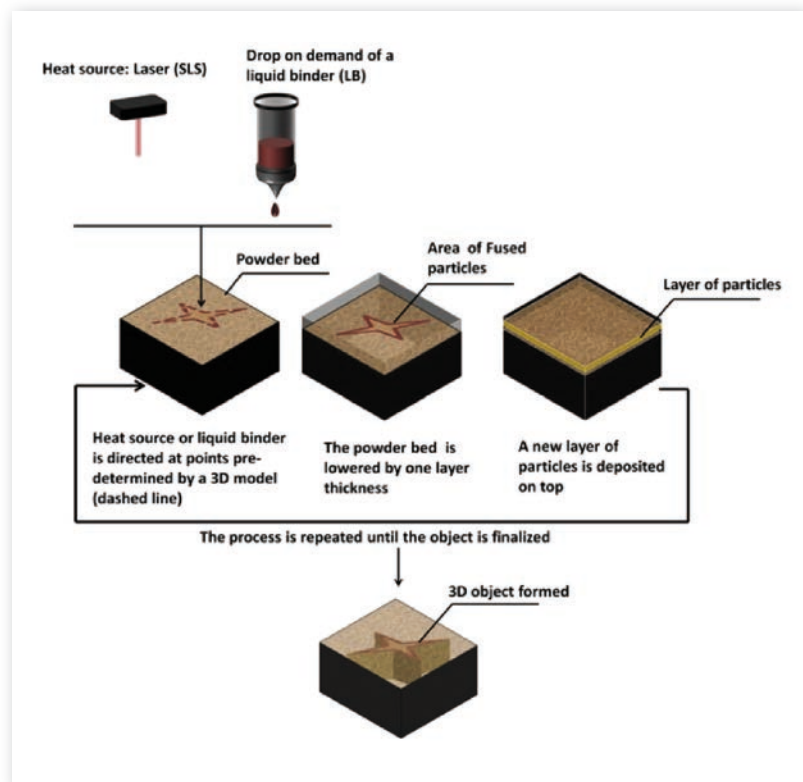 Heat source: Laser (SLS)
Drop on demand of a
liquid binder (LB)
Powder bed
Area of Fused
particles
Layer of particles
Heat source or liquid binder
is directed at points pre-
determined by a 3D model
(dashed line)
The powder bed is
lowered by one layer
thickness
A new layer of
particles is deposited
on top
The process is repeated until the object is finalized
3D object formed